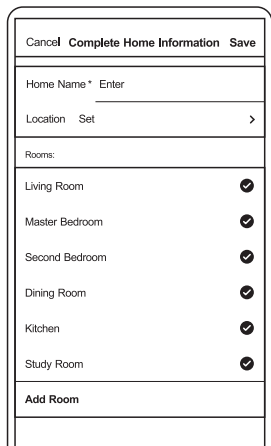 Cancel Complete Home Information Save
Home Name* Enter
Location Set >
Rooms:
Living Room
Master Bedroom
Second Bedroom
Dining Room
Kitchen
Study Room
Add Room